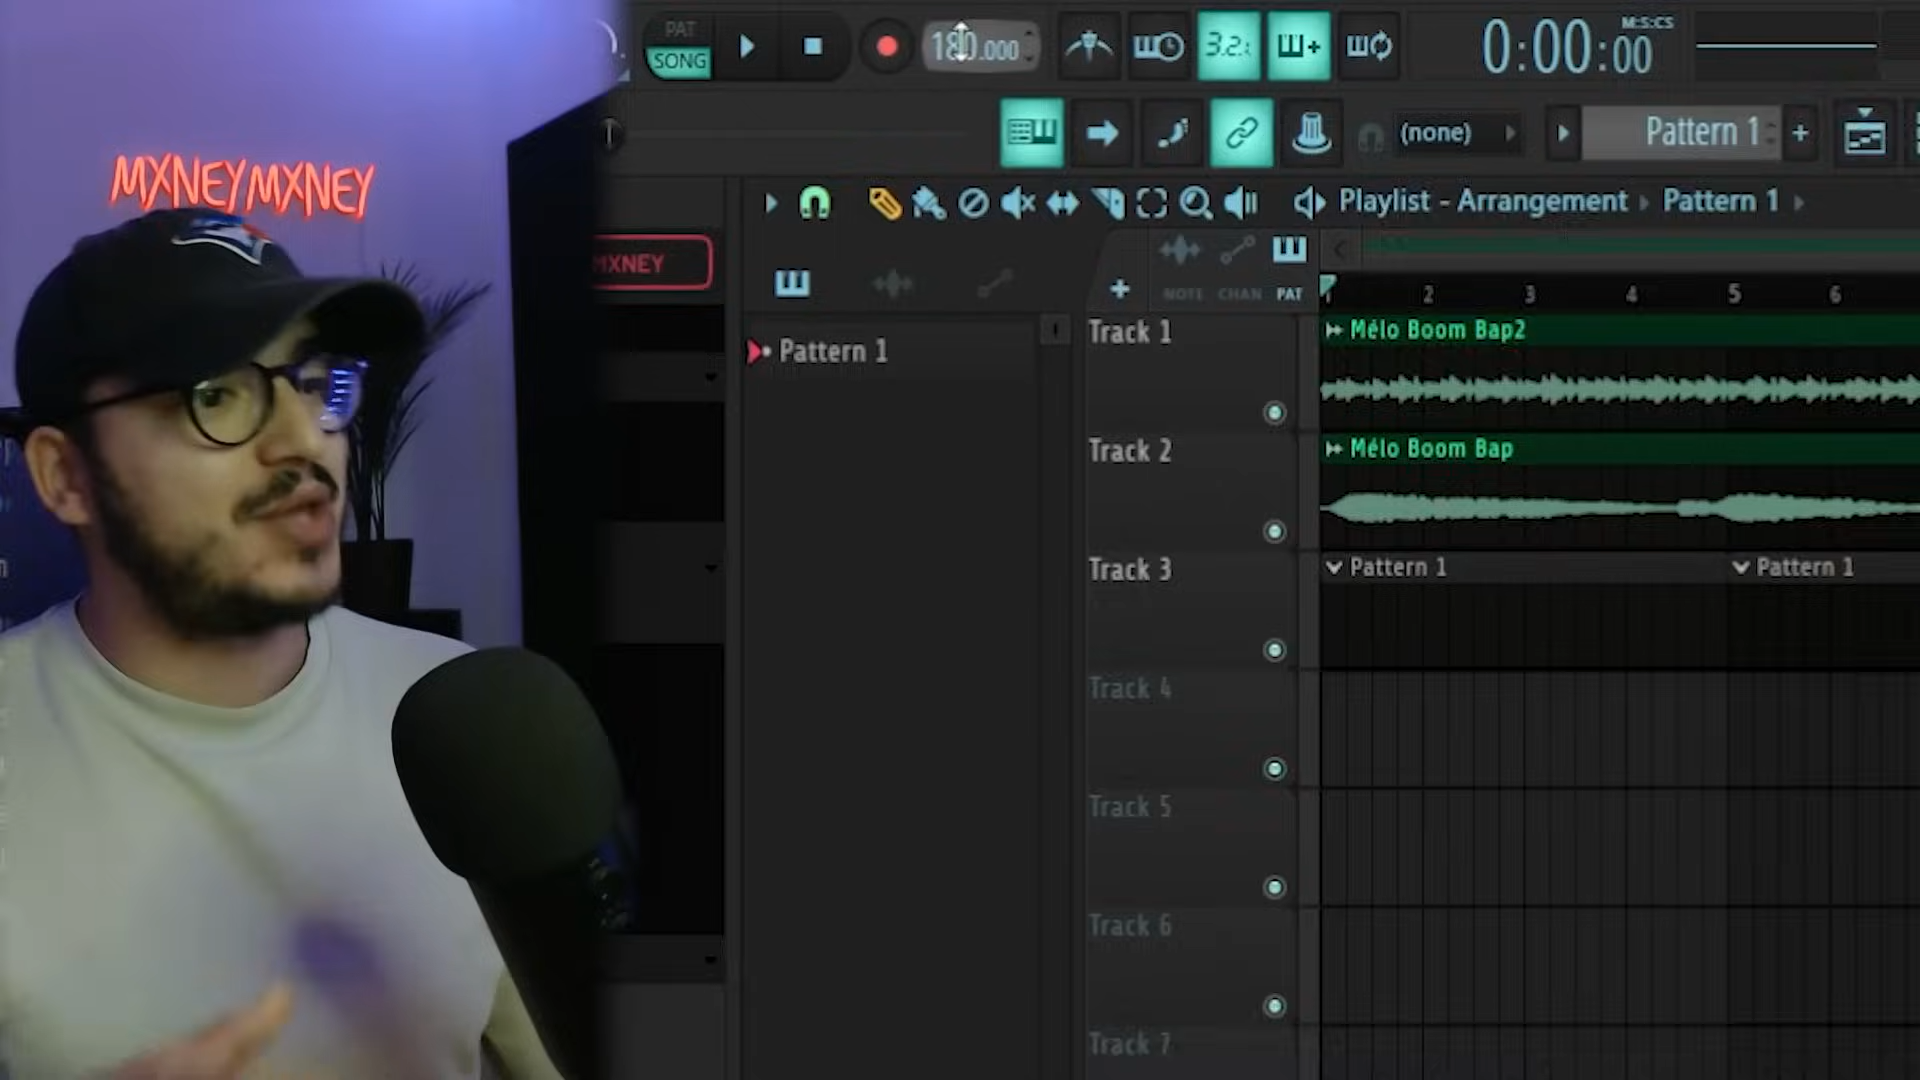 PAT
SONG
180.000
3.2:
M:S:CS
0:00:00
(none)
Pattern 1
MXNEYMXNEY
Playlist - Arrangement
Pattern 1
MXNEY
NOTE
CHAN
PAT
1
2
3
4
5
6
Pattern 1
Track 1
Mélo Boom Bap2
Track 2
Mélo Boom Bap
Track 3
Pattern 1
Pattern 1
Track 4
Track 5
Track 6
Track 7